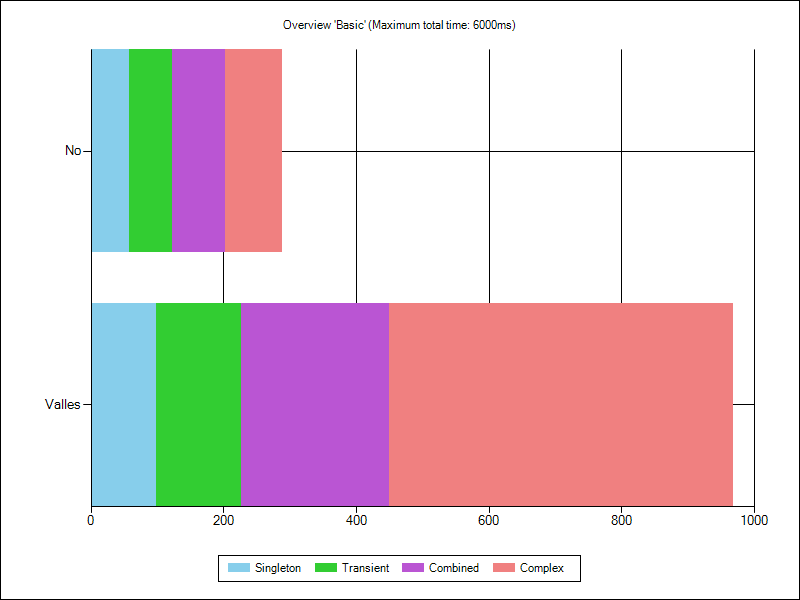 Overview 'Basic' (Maximum total time: 6000ms)
No
Valles
0 200 400 600 800 1000
Singleton Transient Combined Complex